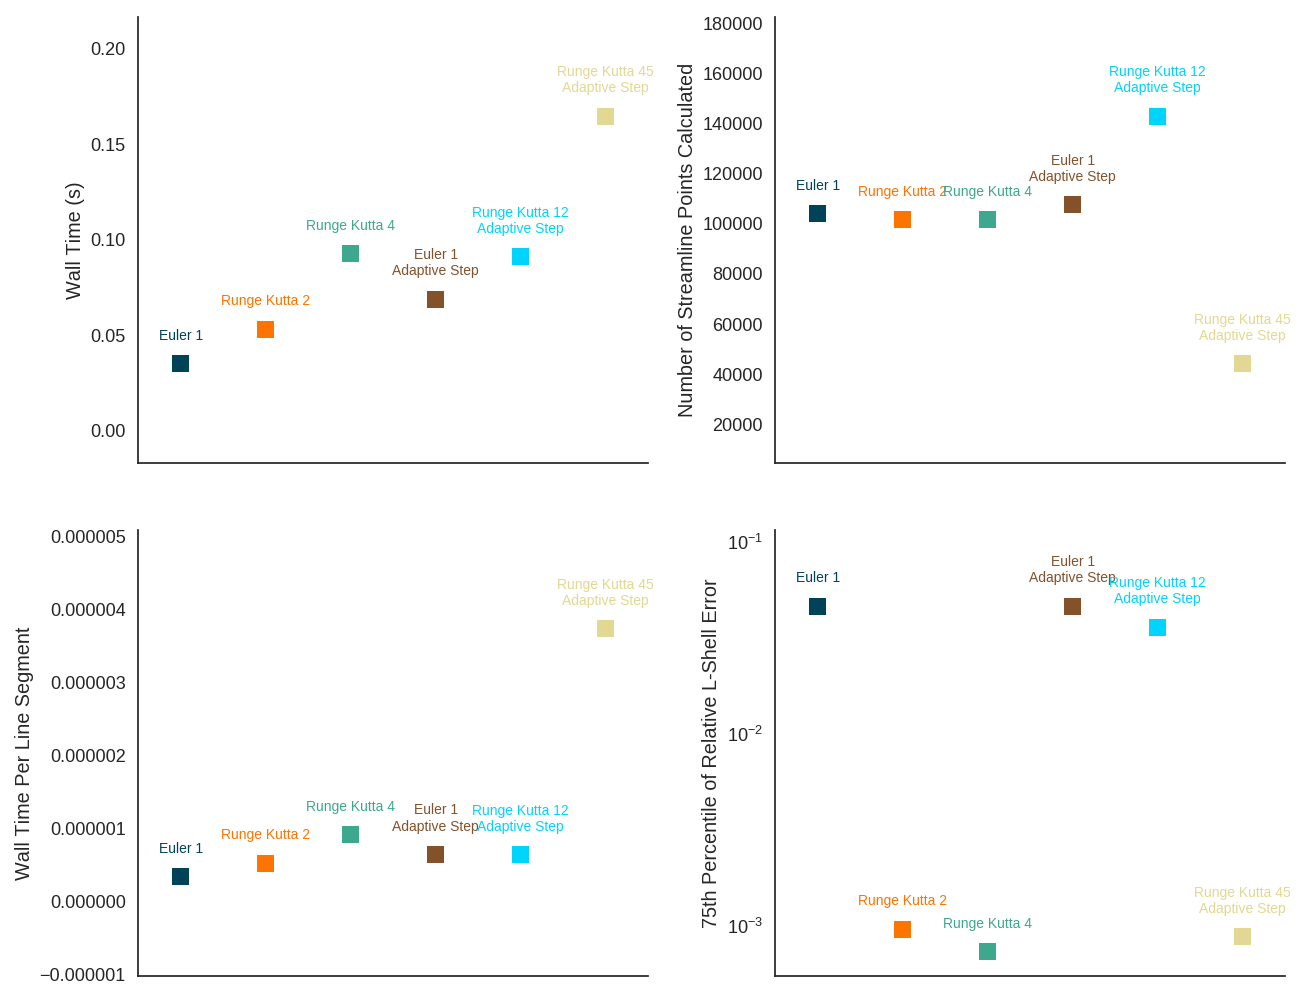 0.20
0.15
0.10
0.05
0.00
Wall Time (s)
Euler 1
Runge Kutta 2
Runge Kutta 4
Euler 1
Adaptive Step
Runge Kutta 12
Adaptive Step
Runge Kutta 45
Adaptive Step
180000
160000
140000
120000
100000
80000
60000
40000
20000
Number of Streamline Points Calculated
Euler 1
Runge Kutta 2
Runge Kutta 4
Euler 1
Adaptive Step
Runge Kutta 12
Adaptive Step
Runge Kutta 45
Adaptive Step
0.000005
0.000004
0.000003
0.000002
0.000001
0.000000
−0.000001
Wall Time Per Line Segment
Euler 1
Runge Kutta 2
Runge Kutta 4
Euler 1
Adaptive Step
Runge Kutta 12
Adaptive Step
Runge Kutta 45
Adaptive Step
10⁻¹
10⁻²
10⁻³
75th Percentile of Relative L-Shell Error
Euler 1
Runge Kutta 2
Runge Kutta 4
Euler 1
Adaptive Step
Runge Kutta 12
Adaptive Step
Runge Kutta 45
Adaptive Step